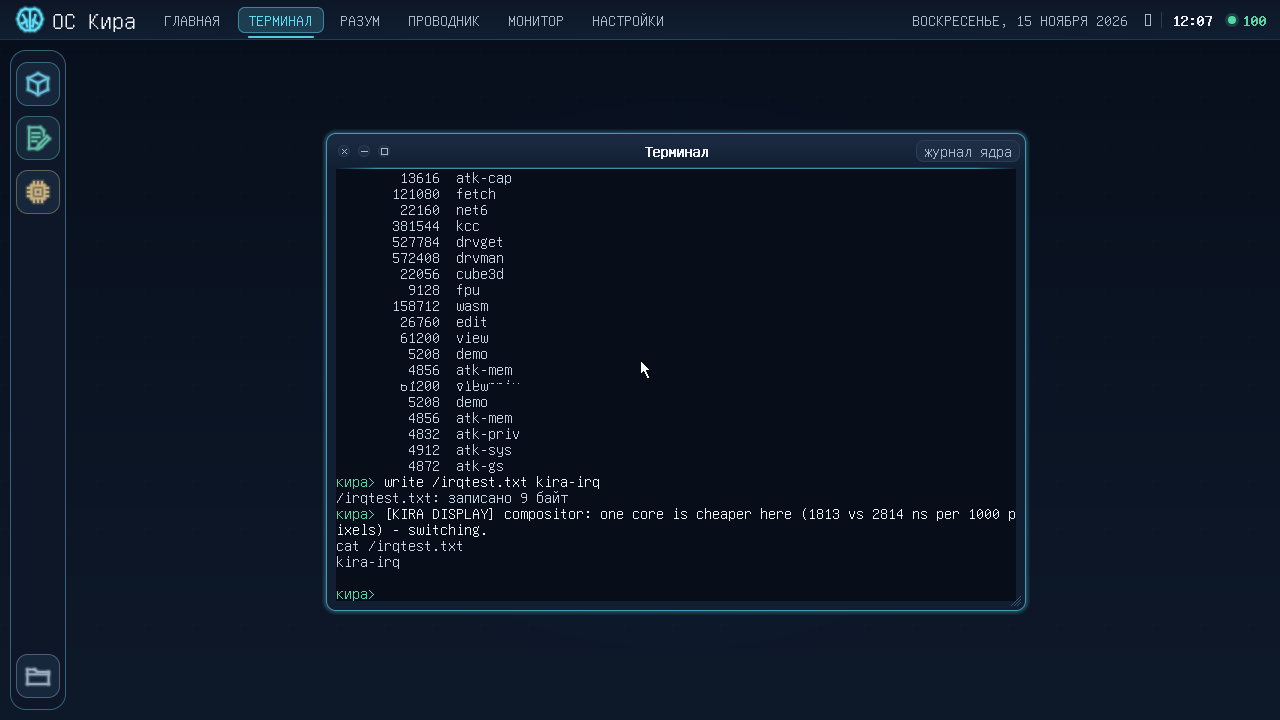 ОС Кира ГЛАВНАЯ ТЕРМИНАЛ РАЗУМ ПРОВОДНИК МОНИТОР НАСТРОЙКИ ВОСКРЕСЕНЬЕ, 15 НОЯБРЯ 2026 12:07 100
Терминал журнал ядра
13616 atk-cap
121080 fetch
22160 net6
381544 kcc
527784 drvget
572408 drvman
22056 cube3d
9128 fpu
158712 wasm
26760 edit
61200 view
5208 demo
4856 atk-mem
61200
5208 demo
4856 atk-mem
4832 atk-priv
4912 atk-sys
4872 atk-gs
кира> write /irqtest.txt kira-irq
/irqtest.txt: записано 9 байт
кира> [KIRA DISPLAY] compositor: one core is cheaper here (1813 vs 2814 ns per 1000 p
ixels) - switching.
cat /irqtest.txt
kira-irq
кира>